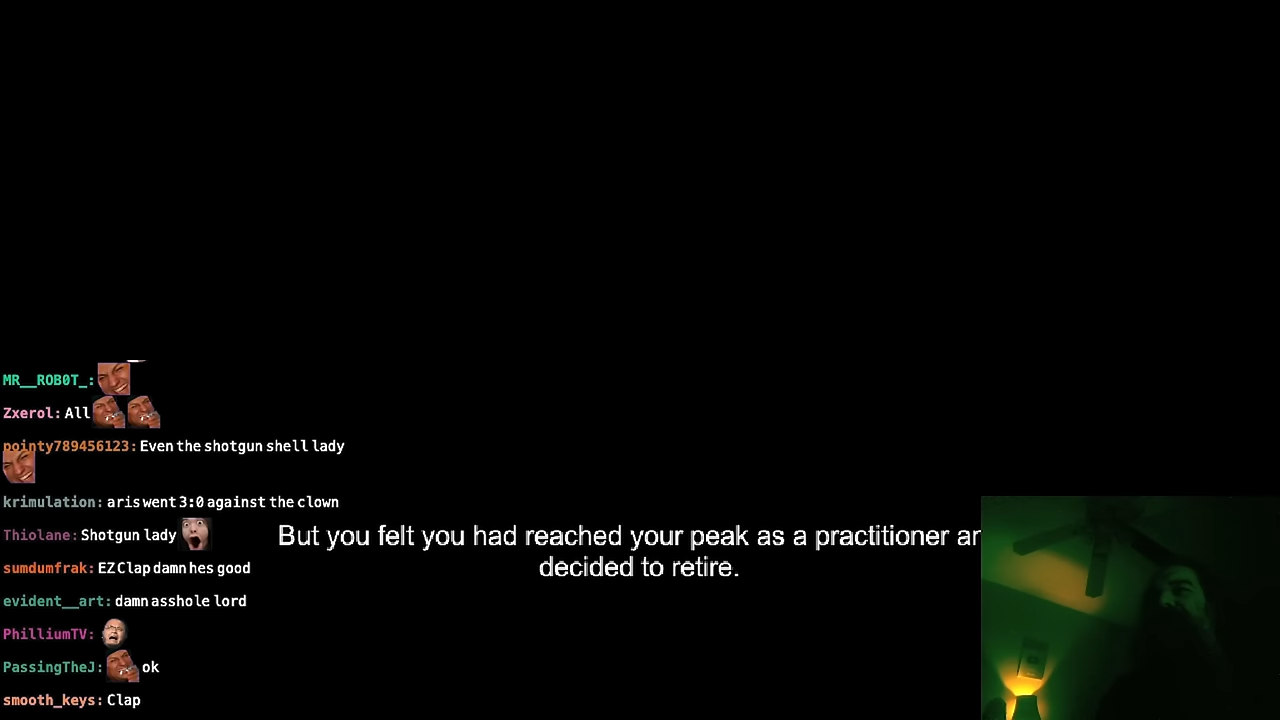 MR__ROB0T_:
Zxerol: All
pointy789456123: Even the shotgun shell lady
krimulation: aris went 3:0 against the clown
Thiolane: Shotgun lady
But you felt you had reached your peak as a practitioner
decided to retire.
sumdumfrak: EZ Clap damn hes good
evident__art: damn asshole lord
PhilliumTV:
PassingTheJ: ok
smooth_keys: Clap